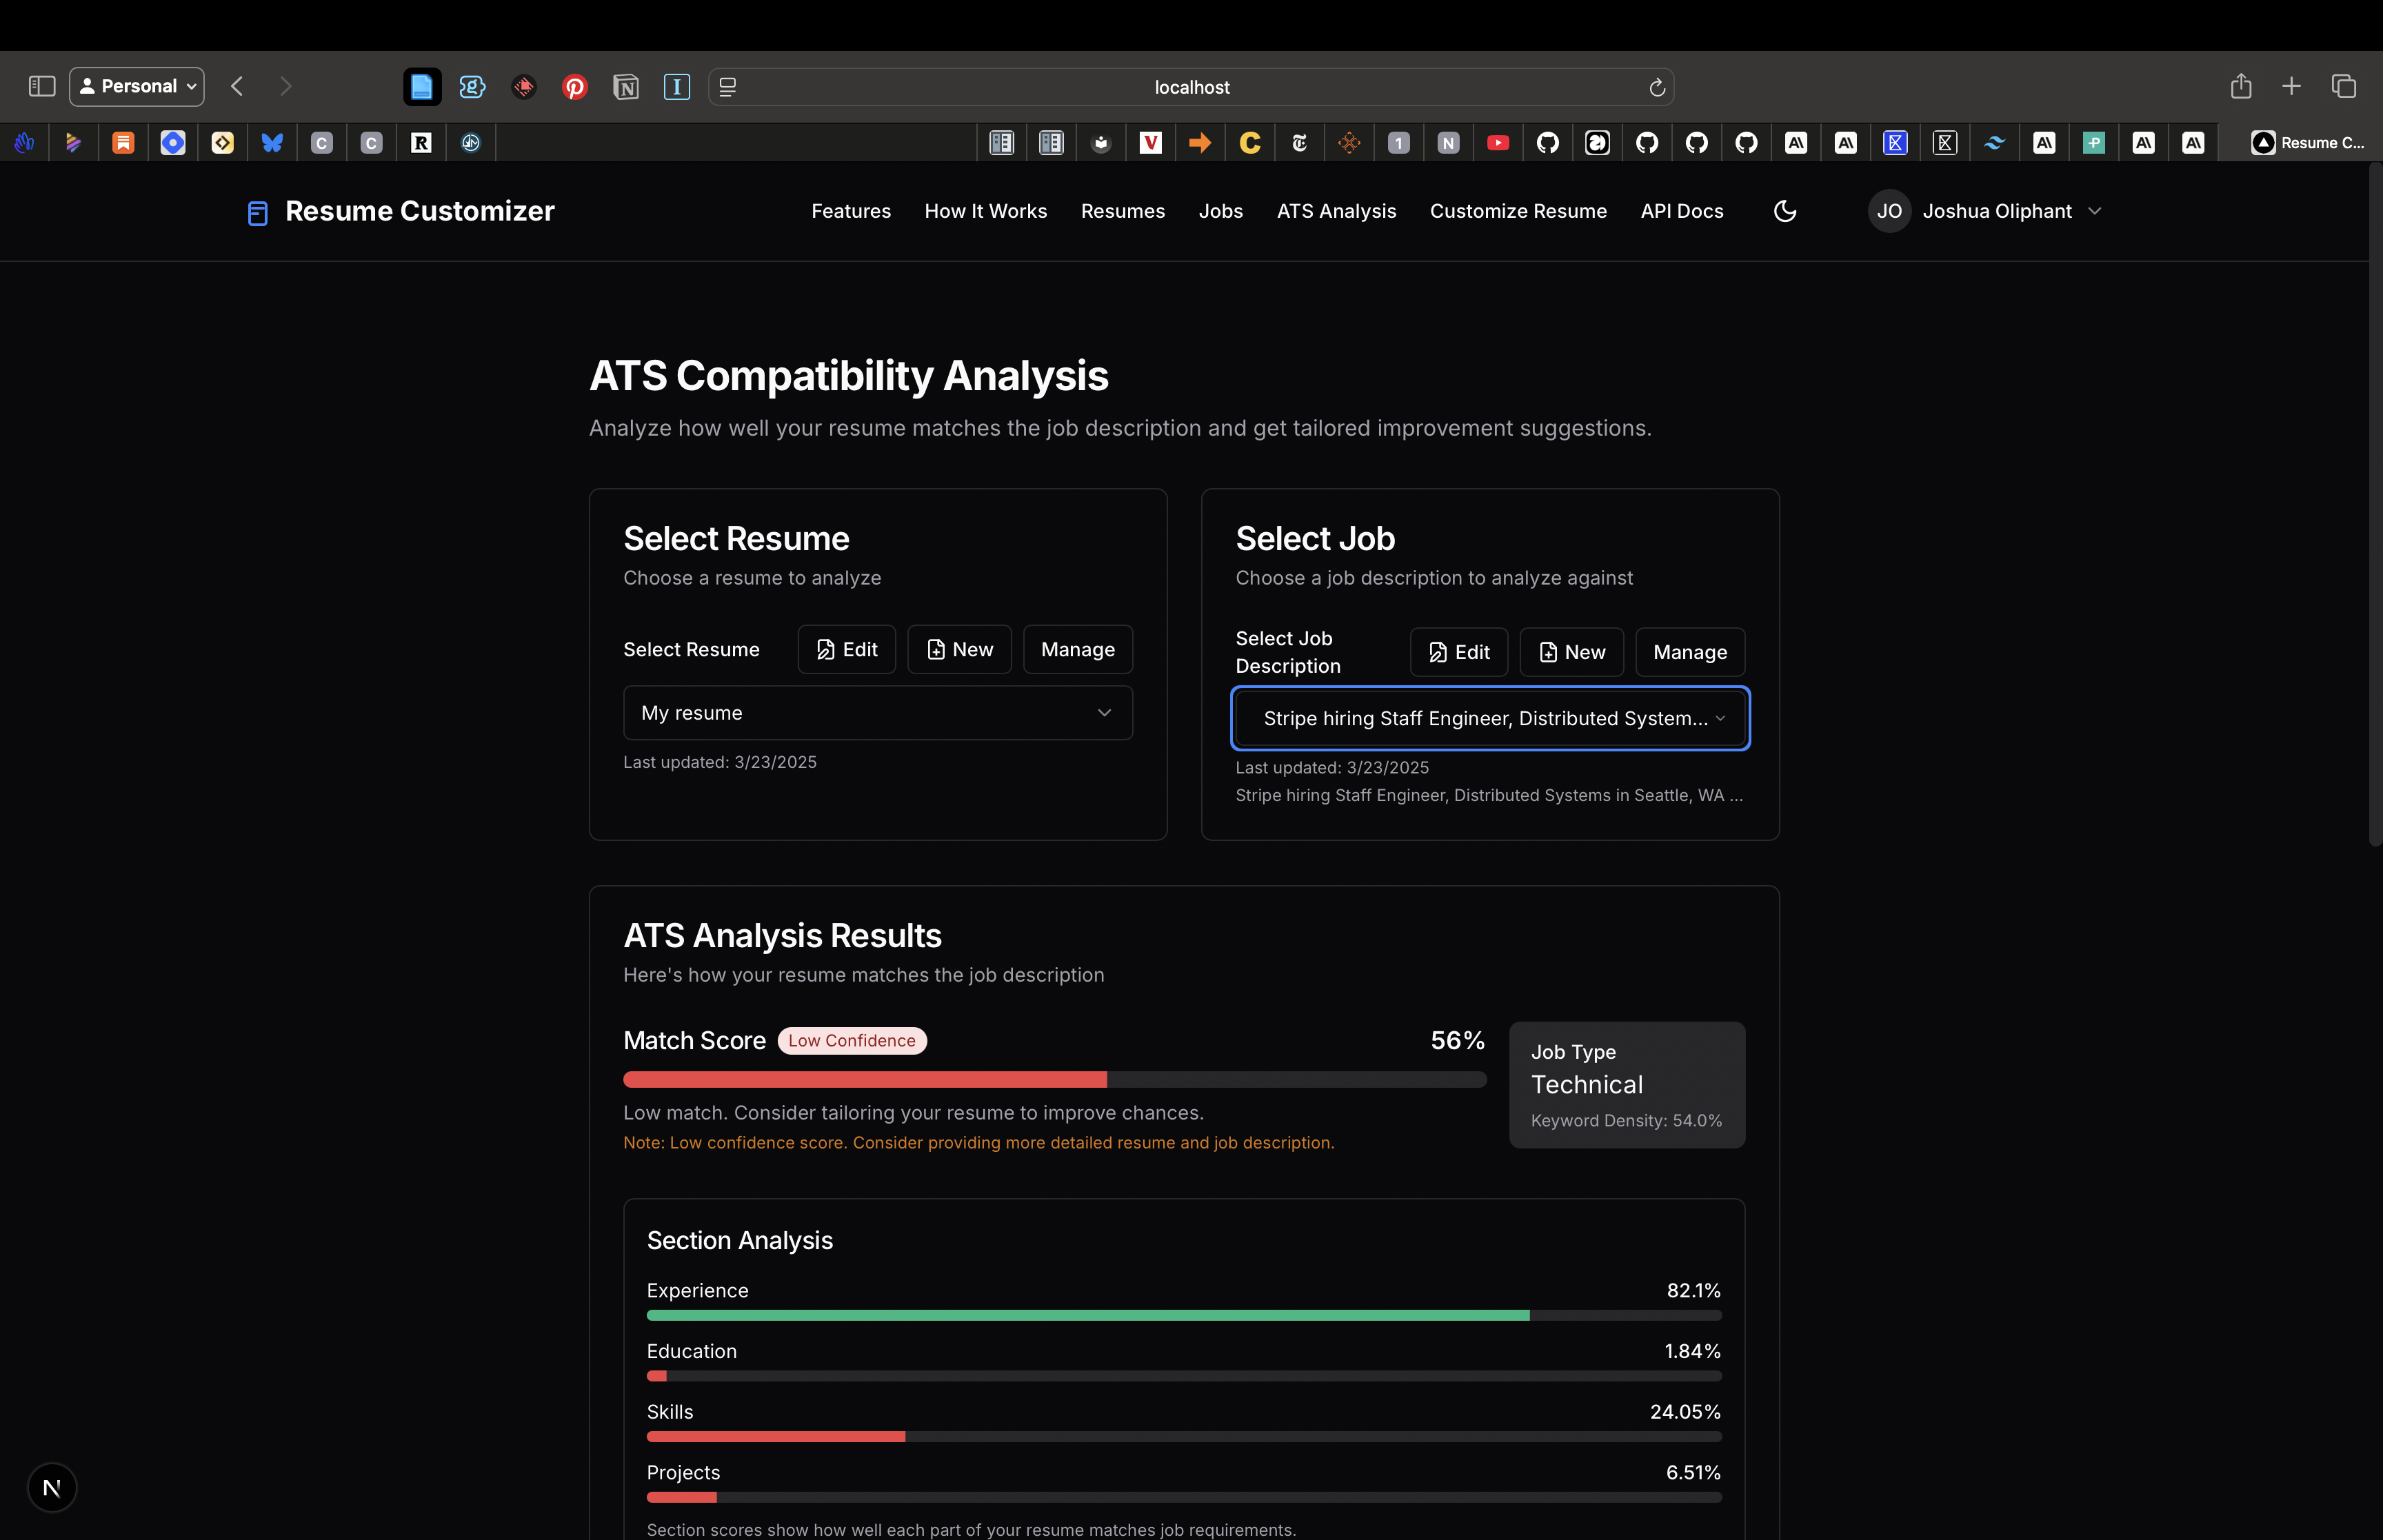 Personal
localhost
Resume C...
Resume Customizer
Features
How It Works
Resumes
Jobs
ATS Analysis
Customize Resume
API Docs
JO
Joshua Oliphant
ATS Compatibility Analysis
Analyze how well your resume matches the job description and get tailored improvement suggestions.
Select Resume
Choose a resume to analyze
Select Resume
Edit
New
Manage
My resume
Last updated: 3/23/2025
Select Job
Choose a job description to analyze against
Select Job
Description
Edit
New
Manage
Stripe hiring Staff Engineer, Distributed System...
Last updated: 3/23/2025
Stripe hiring Staff Engineer, Distributed Systems in Seattle, WA ...
ATS Analysis Results
Here's how your resume matches the job description
Match Score
Low Confidence
56%
Low match. Consider tailoring your resume to improve chances.
Note: Low confidence score. Consider providing more detailed resume and job description.
Job Type
Technical
Keyword Density: 54.0%
Section Analysis
Experience
82.1%
Education
1.84%
Skills
24.05%
Projects
6.51%
Section scores show how well each part of your resume matches job requirements.
N